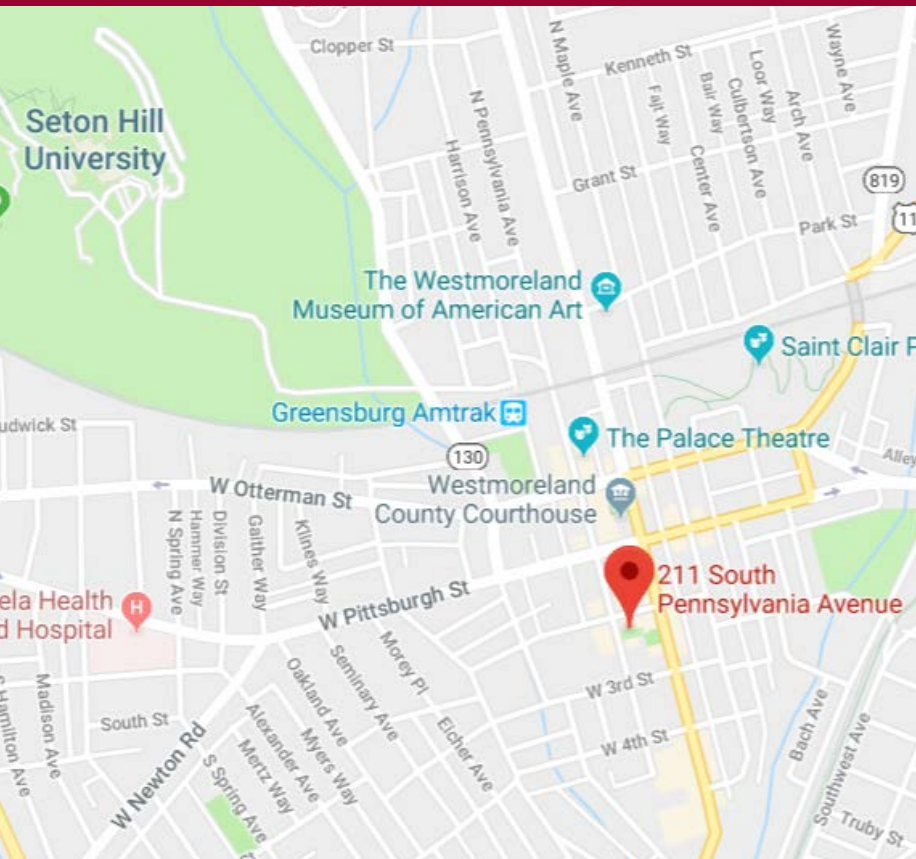 Clopper St
N Maple Ave
Kenneth St
Wayne Ave
Loor Way
Culbertson Ave
Bair Way
Fajt Way
Arch Ave
Seton Hill
University
N Pennsylvania Ave
Harrison Ave
Center Ave
Grant St
819
11
Park St
The Westmoreland
Museum of American Art
Saint Clair P
Greensburg Amtrak
udwick St
The Palace Theatre
130
Alley
W Otterman St
Westmoreland
County Courthouse
N Spring Ave
Hammer Way
Division St
Gaither Way
Klines Way
211 South
Pennsylvania Avenue
ela Health
d Hospital
H
W Pittsburgh St
Morey Pl
Seminary Ave
Oakland Ave
W 3rd St
Madison Ave
S Hamilton Ave
South St
W Newton Rd
Alexander Ave
Myers Way
Mertz Way
S Spring Ave
Eicher Ave
W 4th St
Bach Ave
Southwest Ave
Truby St